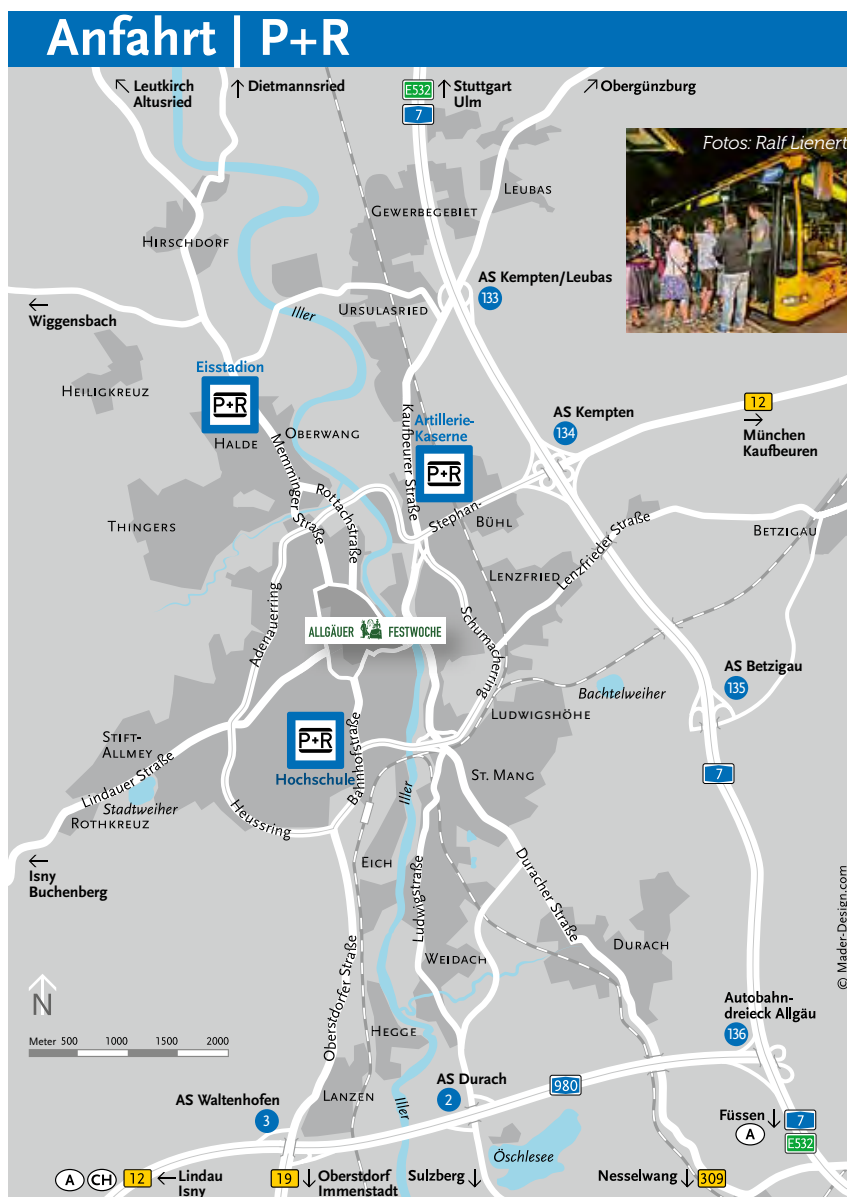 Anfahrt | P+R
Leutkirch
Altusried
Dietmannsried
E532
7
Stuttgart
Ulm
Obergünzburg
Fotos: Ralf Lienert
Leubas
Gewerbegebiet
Hirschdorf
AS Kempten/Leubas
133
Wiggensbach
Iller
Ursulasried
Eisstadion
P+R
Heiligkreuz
Halde
Oberwang
Memminger Straße
Kaufbeurer Straße
Artillerie-
Kaserne
P+R
AS Kempten
134
12
München
Kaufbeuren
Rottachstraße
Stephan-
Bühl
Thingers
Lenzfrieder Straße
Betzigau
Lenzfried
Adenauerring
Schumacherring
ALLGÄUER FESTWOCHE
AS Betzigau
135
Bachtelweiher
Ludwigshöhe
P+R
Hochschule
Bahnhofstraße
Stift-
Allmey
Lindauer Straße
Stadtweiher
Rothkreuz
Heussring
Iller
St. Mang
7
Isny
Buchenberg
Eich
Ludwigstraße
Duracher Straße
Durach
Weidach
© Mader-Design.com
N
Meter 500 1000 1500 2000
Oberstdorfer Straße
Hegge
Autobahn-
dreieck Allgäu
136
Lanzen
AS Waltenhofen
3
AS Durach
2
980
Iller
Füssen
A
7
E532
Öschlesee
A CH 12 Lindau
Isny
19 Oberstdorf
Immenstadt
Sulzberg
Nesselwang 309